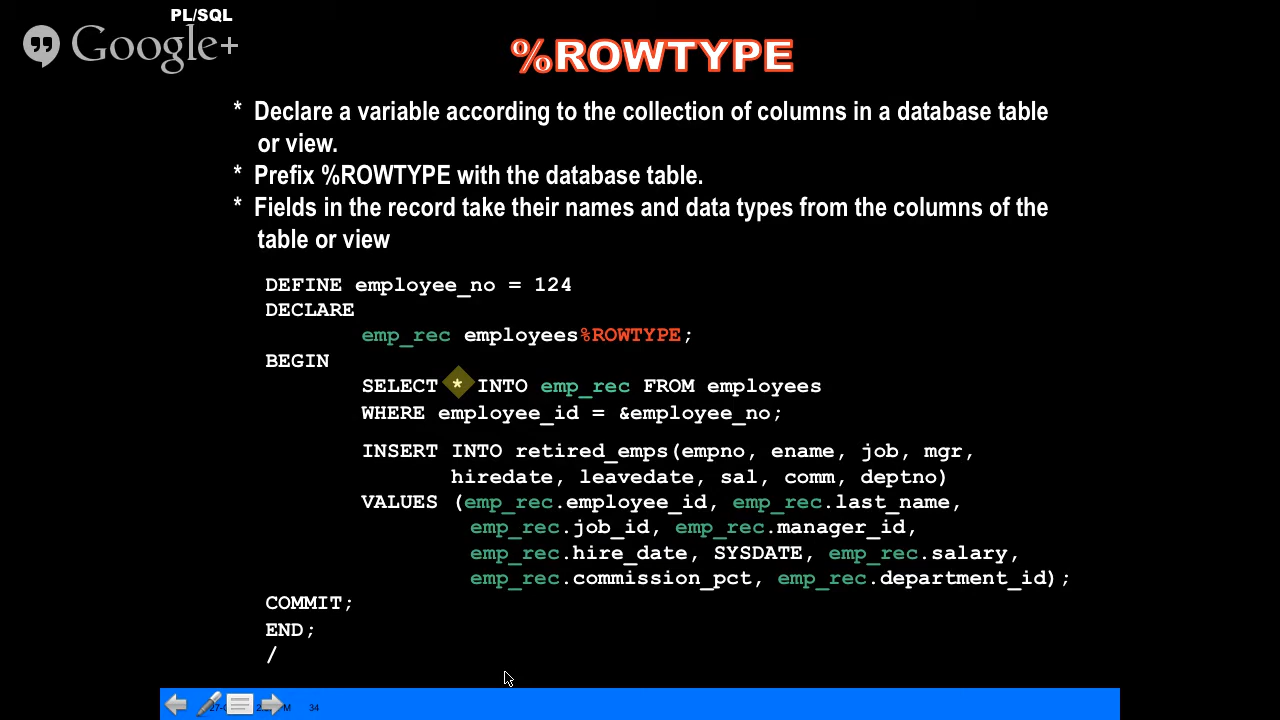 PL/SQL
Google+
%ROWTYPE
* Declare a variable according to the collection of columns in a database table
or view.
* Prefix %ROWTYPE with the database table.
* Fields in the record take their names and data types from the columns of the
table or view
DEFINE employee_no = 124
DECLARE
emp_rec employees%ROWTYPE;
BEGIN
SELECT * INTO emp_rec FROM employees
WHERE employee_id = &employee_no;
INSERT INTO retired_emps(empno, ename, job, mgr,
hiredate, leavedate, sal, comm, deptno)
VALUES (emp_rec.employee_id, emp_rec.last_name,
emp_rec.job_id, emp_rec.manager_id,
emp_rec.hire_date, SYSDATE, emp_rec.salary,
emp_rec.commission_pct, emp_rec.department_id);
COMMIT;
END;
/
34